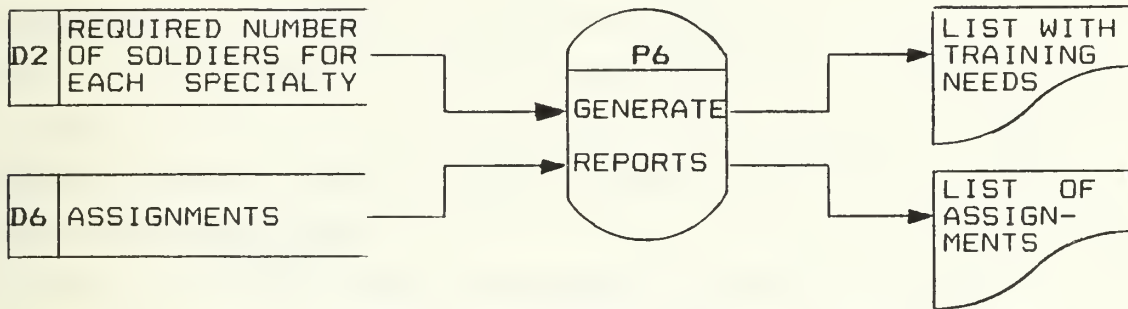 D2
REQUIRED NUMBER
OF SOLDIERS FOR
EACH SPECIALTY
P6
GENERATE
REPORTS
LIST WITH
TRAINING
NEEDS
D6
ASSIGNMENTS
LIST OF
ASSIGN-
MENTS